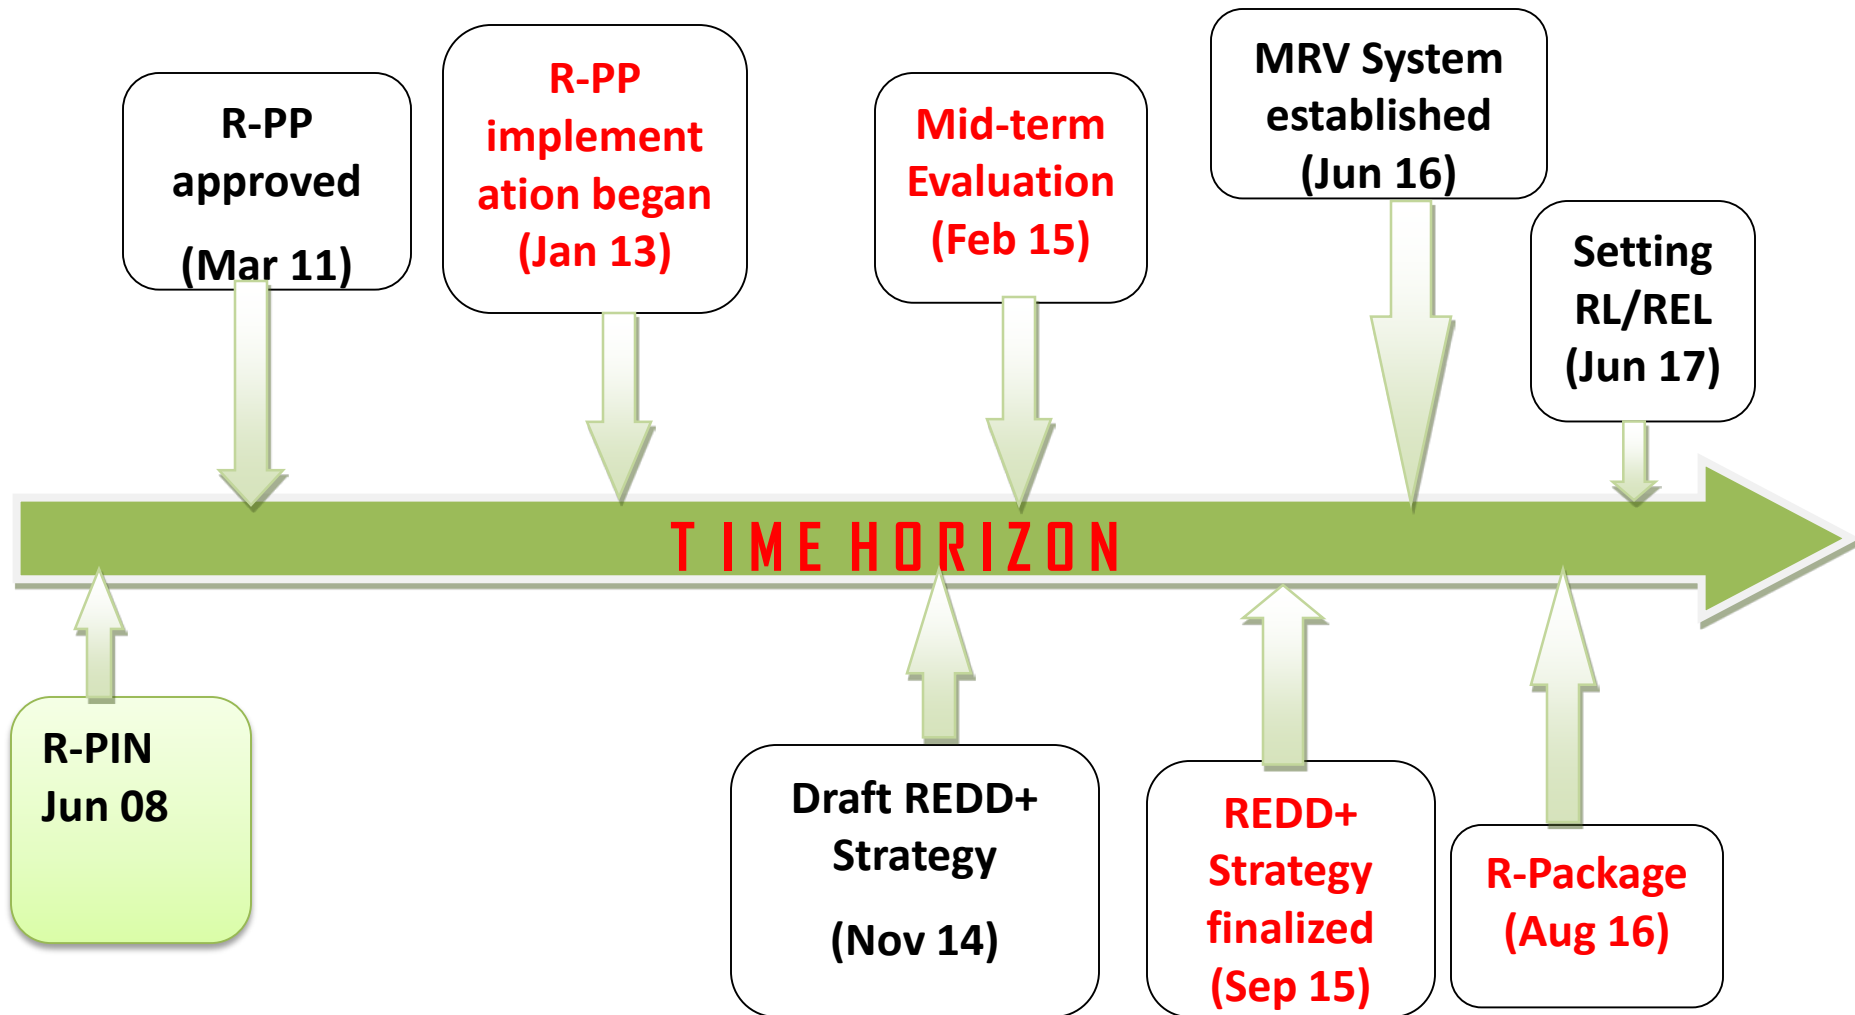 R-PP
approved
(Mar 11)
R-PP
implement
ation began
(Jan 13)
Mid-term
Evaluation
(Feb 15)
MRV System
established
(Jun 16)
Setting
RL/REL
(Jun 17)
TIME HORIZON
R-PIN
Jun 08
Draft REDD+
Strategy
(Nov 14)
REDD+
Strategy
finalized
(Sep 15)
R-Package
(Aug 16)